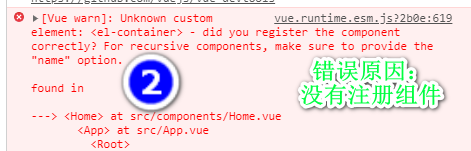 https://github.com/vuejs/vue-devtools
[Vue warn]: Unknown custom vue.runtime.esm.js?2b0e:619
element: <el-container> - did you register the component
correctly? For recursive components, make sure to provide the
"name" option.
found in
2
错误原因:
没有注册组件
---> <Home> at src/components/Home.vue
<App> at src/App.vue
<Root>